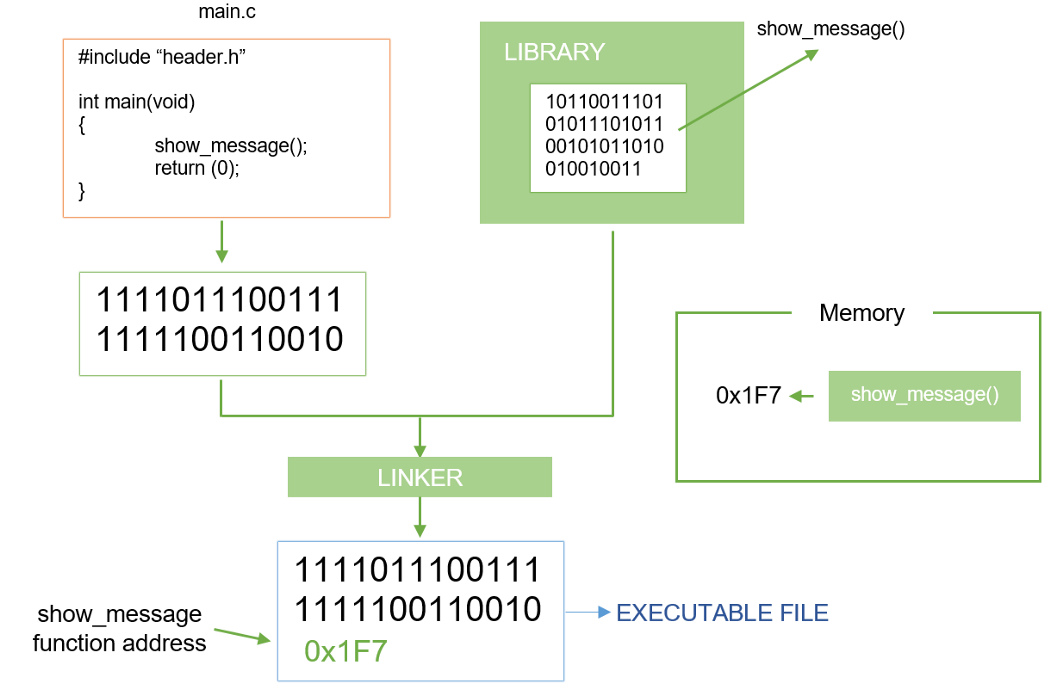 main.c
#include “header.h”
int main(void)
{
show_message();
return (0);
}
LIBRARY
10110011101
01011101011
00101011010
010010011
show_message()
1111011100111
1111100110010
Memory
0x1F7
show_message()
LINKER
1111011100111
1111100110010
0x1F7
show_message
function address
EXECUTABLE FILE